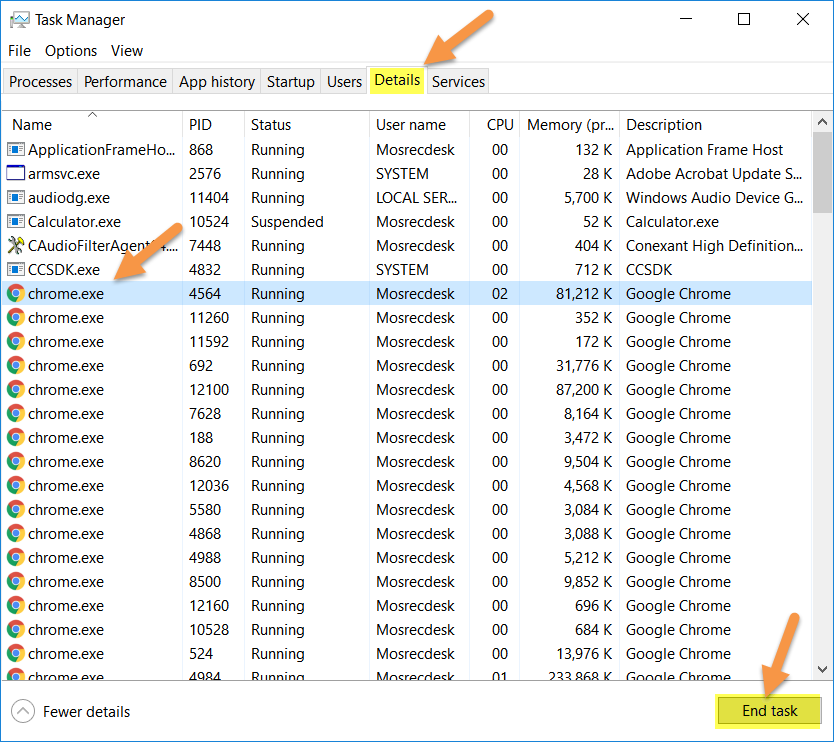 Task Manager
File Options View
Processes Performance App history Startup Users Details Services
Name PID Status User name CPU Memory (pr... Description
ApplicationFrameHo... 868 Running Mosrecdesk 00 132 K Application Frame Host
armsvc.exe 2576 Running SYSTEM 00 28 K Adobe Acrobat Update S...
audiodg.exe 11404 Running LOCAL SER... 00 5,700 K Windows Audio Device G...
Calculator.exe 10524 Suspended Mosrecdesk 00 52 K Calculator.exe
CAudioFilterAgent64.... 7448 Running Mosrecdesk 00 404 K Conexant High Definition...
CCSDK.exe 4832 Running SYSTEM 00 712 K CCSDK
chrome.exe 4564 Running Mosrecdesk 02 81,212 K Google Chrome
chrome.exe 11260 Running Mosrecdesk 00 352 K Google Chrome
chrome.exe 11592 Running Mosrecdesk 00 172 K Google Chrome
chrome.exe 692 Running Mosrecdesk 00 31,776 K Google Chrome
chrome.exe 12100 Running Mosrecdesk 00 87,200 K Google Chrome
chrome.exe 7628 Running Mosrecdesk 00 8,164 K Google Chrome
chrome.exe 188 Running Mosrecdesk 00 3,472 K Google Chrome
chrome.exe 8620 Running Mosrecdesk 00 9,504 K Google Chrome
chrome.exe 12036 Running Mosrecdesk 00 4,568 K Google Chrome
chrome.exe 5580 Running Mosrecdesk 00 3,084 K Google Chrome
chrome.exe 4868 Running Mosrecdesk 00 3,088 K Google Chrome
chrome.exe 4988 Running Mosrecdesk 00 5,212 K Google Chrome
chrome.exe 8500 Running Mosrecdesk 00 9,852 K Google Chrome
chrome.exe 12160 Running Mosrecdesk 00 696 K Google Chrome
chrome.exe 10528 Running Mosrecdesk 00 684 K Google Chrome
chrome.exe 524 Running Mosrecdesk 00 13,976 K Google Chrome
chrome.exe 4984 Running Mosrecdesk 01 233,868 K Google Chrome
Fewer details End task